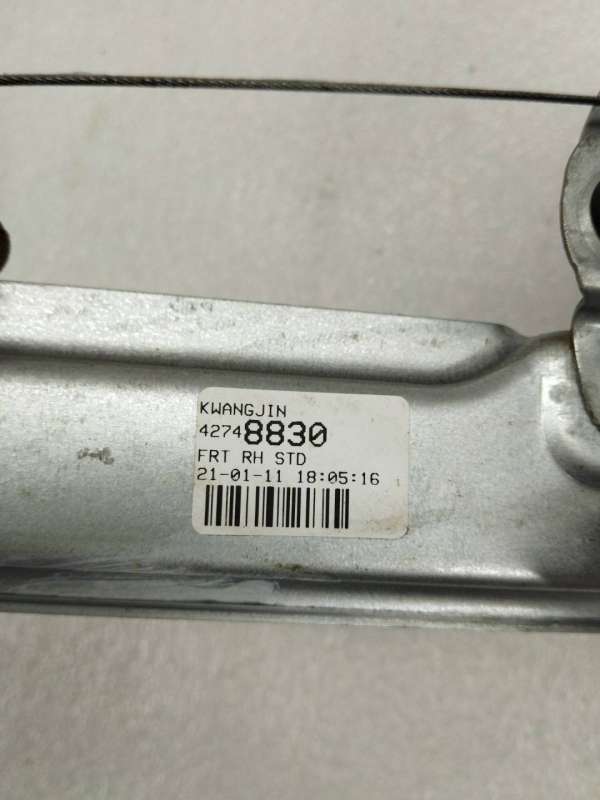 KWANGJIN
42748830
FRT RH STD
21-01-11 18:05:16